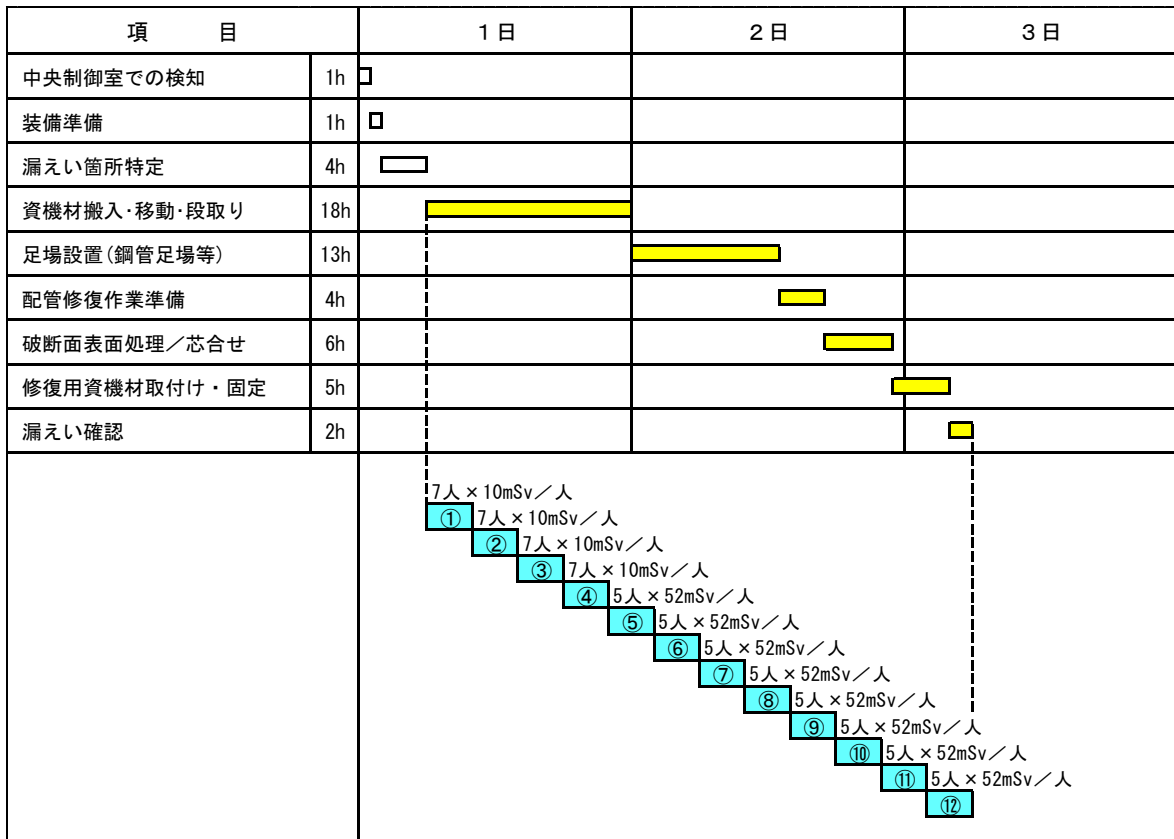 項 目 1日 2日 3日
中央制御室での検知 1h
装備準備 1h
漏えい箇所特定 4h
資機材搬入・移動・段取り 18h
足場設置(鋼管足場等) 13h
配管修復作業準備 4h
破断面表面処理/芯合せ 6h
修復用資機材取付け・固定 5h
漏えい確認 2h
7人×10mSv/人
① 7人×10mSv/人
② 7人×10mSv/人
③ 7人×10mSv/人
④ 5人×52mSv/人
⑤ 5人×52mSv/人
⑥ 5人×52mSv/人
⑦ 5人×52mSv/人
⑧ 5人×52mSv/人
⑨ 5人×52mSv/人
⑩ 5人×52mSv/人
⑪ 5人×52mSv/人
⑫